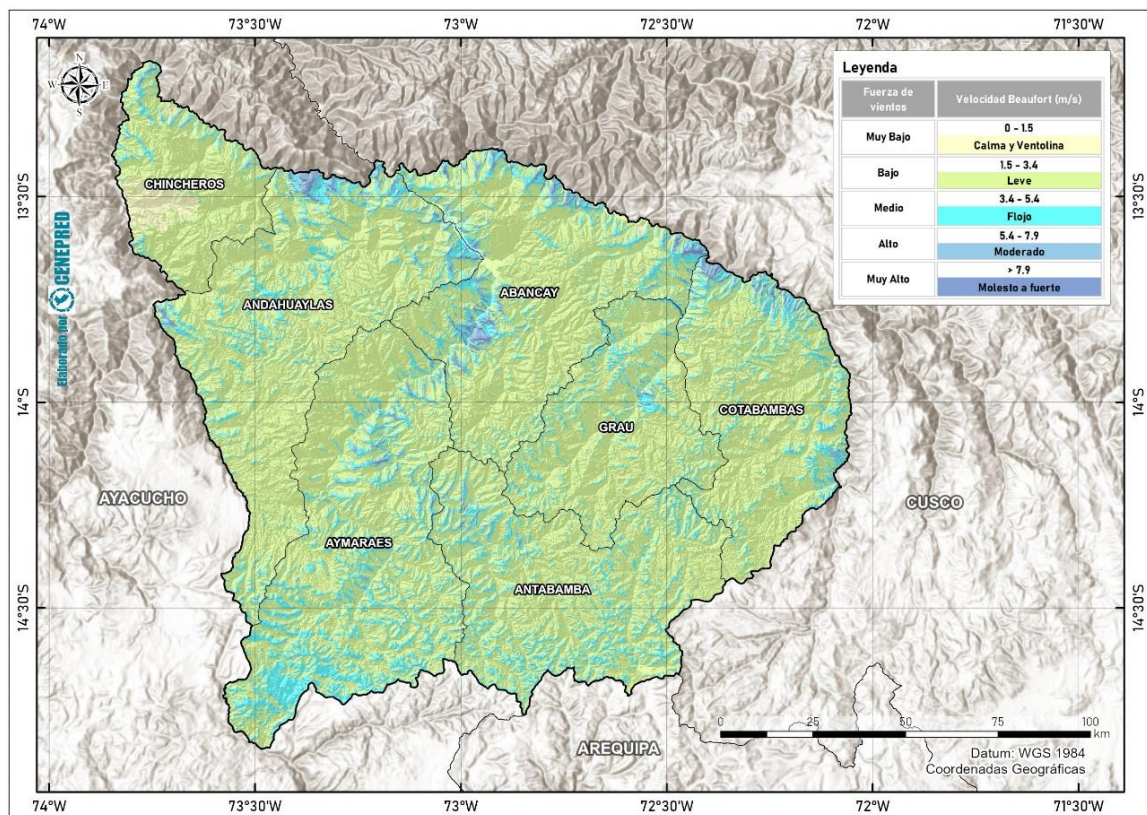 74°W 73°30'W 73°W 72°30'W 72°W 71°30'W
N
W E
S
Leyenda
Fuerza de vientos Velocidad Beaufort (m/s)
Muy Bajo 0 - 1.5
Calma y Ventolina
Bajo 1.5 - 3.4
Leve
Medio 3.4 - 5.4
Flojo
Alto 5.4 - 7.9
Moderado
Muy Alto > 7.9
Molesto a fuerte
13°30'S 13°30'S
14°S 14°S
14°30'S 14°30'S
Elaborado por CENEPRED
CHINCHEROS
ANDAHUAYLAS
ABANCAY
COTABAMBAS
GRAU
AYACUCHO
CUSCO
AYMARAES
ANTABAMBA
AREQUIPA
0 25 50 75 100
km
Datum: WGS 1984
Coordenadas Geográficas
74°W 73°30'W 73°W 72°30'W 72°W 71°30'W